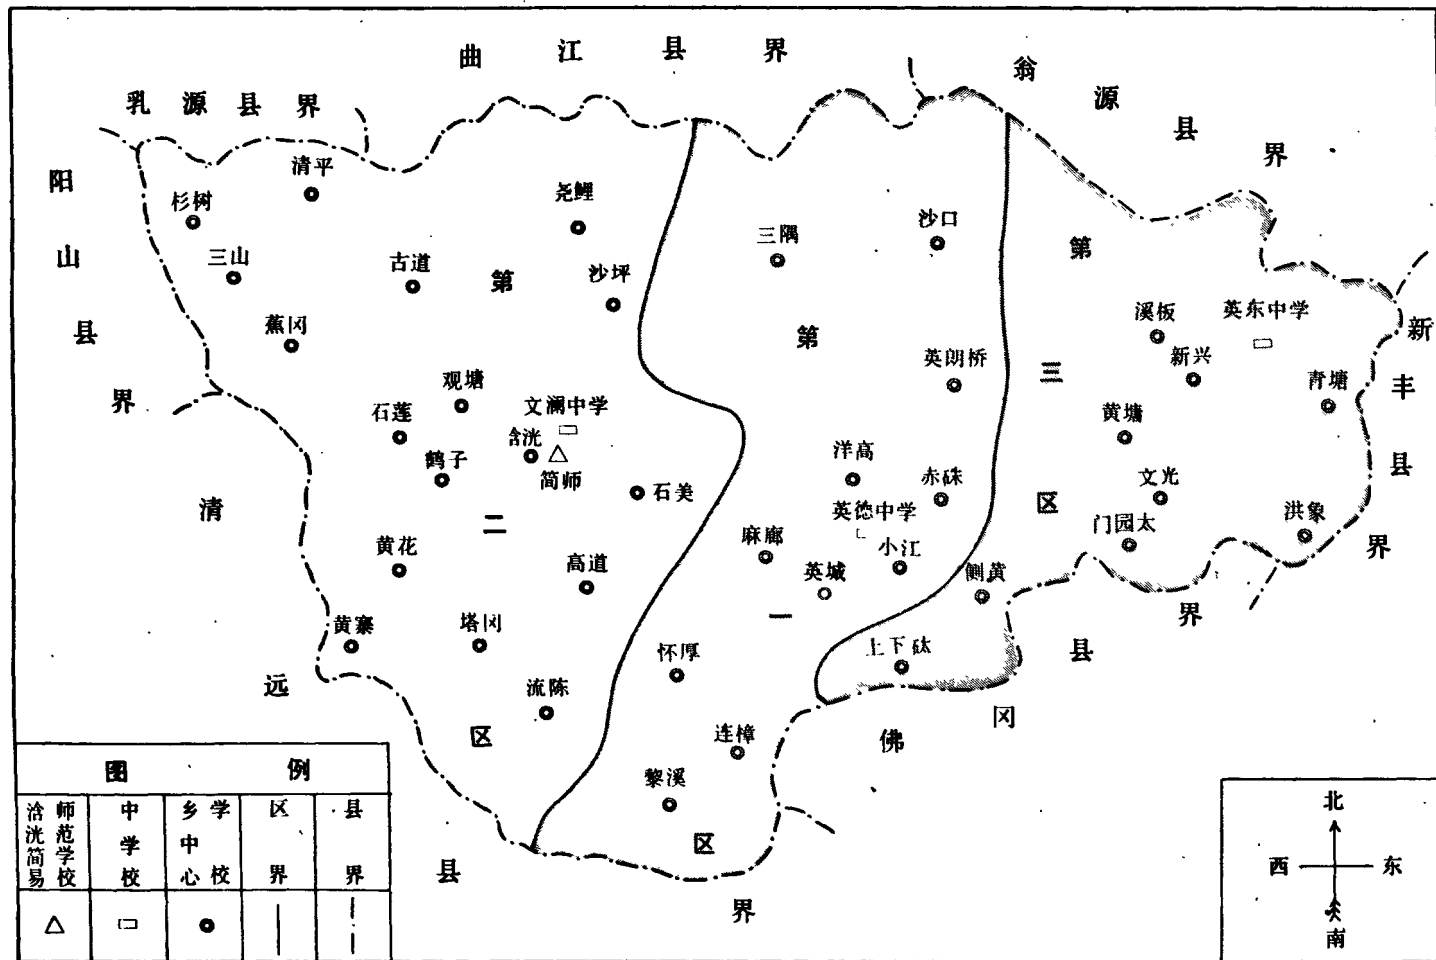 曲江县界
翁源县界
乳源县界
阳山县界
清远县界
新丰县界
佛冈县界
第二区
第一区
第三区
清平
杉树
三山
蕉冈
古道
尧鲤
沙坪
观塘
石莲
文澜中学
浛洸
简师
鹤子
石美
黄花
高道
黄寨
塔冈
流陈
三隅
沙口
英朗桥
洋高
赤硃
英德中学
小江
麻廊
英城
怀厚
连樟
黎溪
溪板
英东中学
新兴
青塘
黄塘
文光
门园太
洪象
侧黄
上下砊
图例
浛洸简易师范学校
中学校
乡中心学校
区界
县界
北
西 东
南